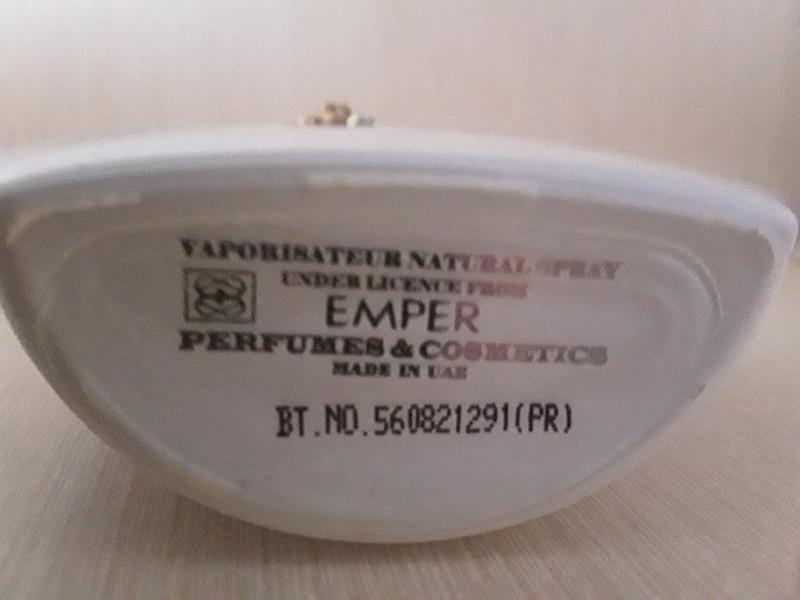 VAPORISATEUR NATURAL SPRAY
UNDER LICENCE FROM
EMPER
PERFUMES & COSMETICS
MADE IN UAE
BT.NO.560821291(PR)